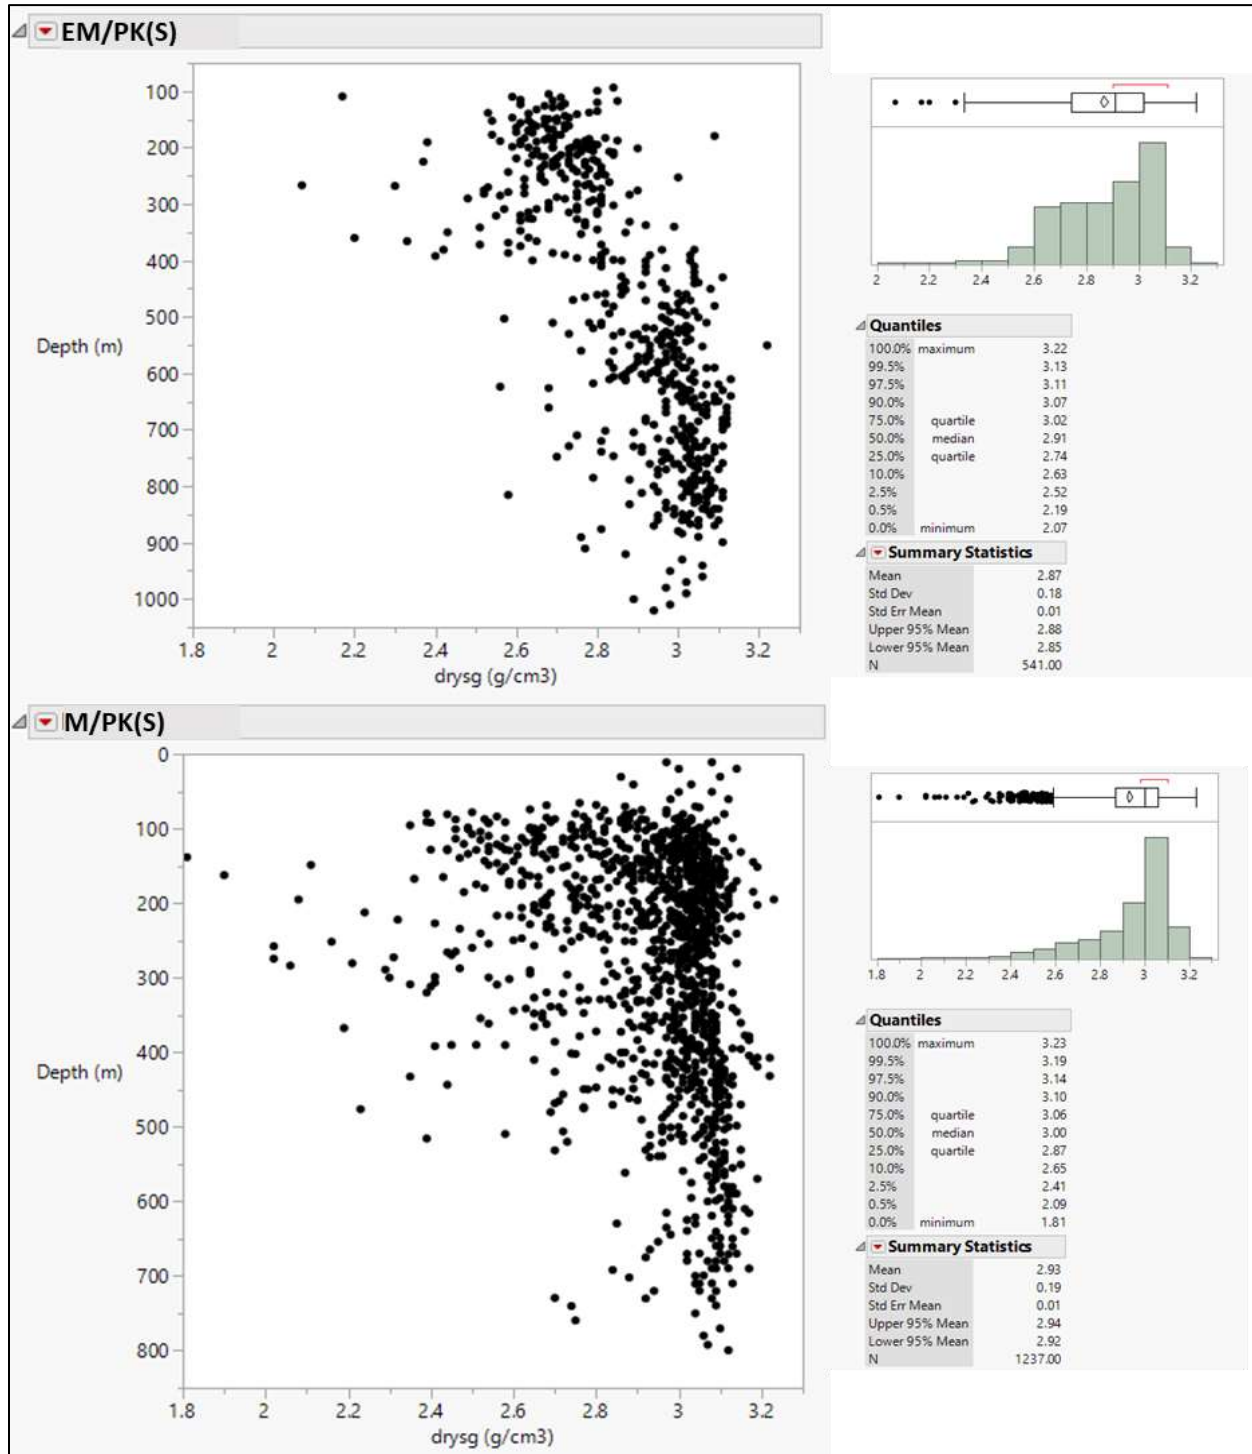 EM/PK(S)
100
200
300
400
500
600
700
800
900
1000
Depth (m)
1.8 2 2.2 2.4 2.6 2.8 3 3.2
drysg (g/cm3)
2 2.2 2.4 2.6 2.8 3 3.2
Quantiles
100.0% maximum 3.22
99.5% 3.13
97.5% 3.11
90.0% 3.07
75.0% quartile 3.02
50.0% median 2.91
25.0% quartile 2.74
10.0% 2.63
2.5% 2.52
0.5% 2.19
0.0% minimum 2.07
Summary Statistics
Mean 2.87
Std Dev 0.18
Std Err Mean 0.01
Upper 95% Mean 2.88
Lower 95% Mean 2.85
N 541.00
M/PK(S)
0
100
200
300
400
500
600
700
800
Depth (m)
1.8 2 2.2 2.4 2.6 2.8 3 3.2
drysg (g/cm3)
1.8 2 2.2 2.4 2.6 2.8 3 3.2
Quantiles
100.0% maximum 3.23
99.5% 3.19
97.5% 3.14
90.0% 3.10
75.0% quartile 3.06
50.0% median 3.00
25.0% quartile 2.87
10.0% 2.65
2.5% 2.41
0.5% 2.09
0.0% minimum 1.81
Summary Statistics
Mean 2.93
Std Dev 0.19
Std Err Mean 0.01
Upper 95% Mean 2.94
Lower 95% Mean 2.92
N 1237.00